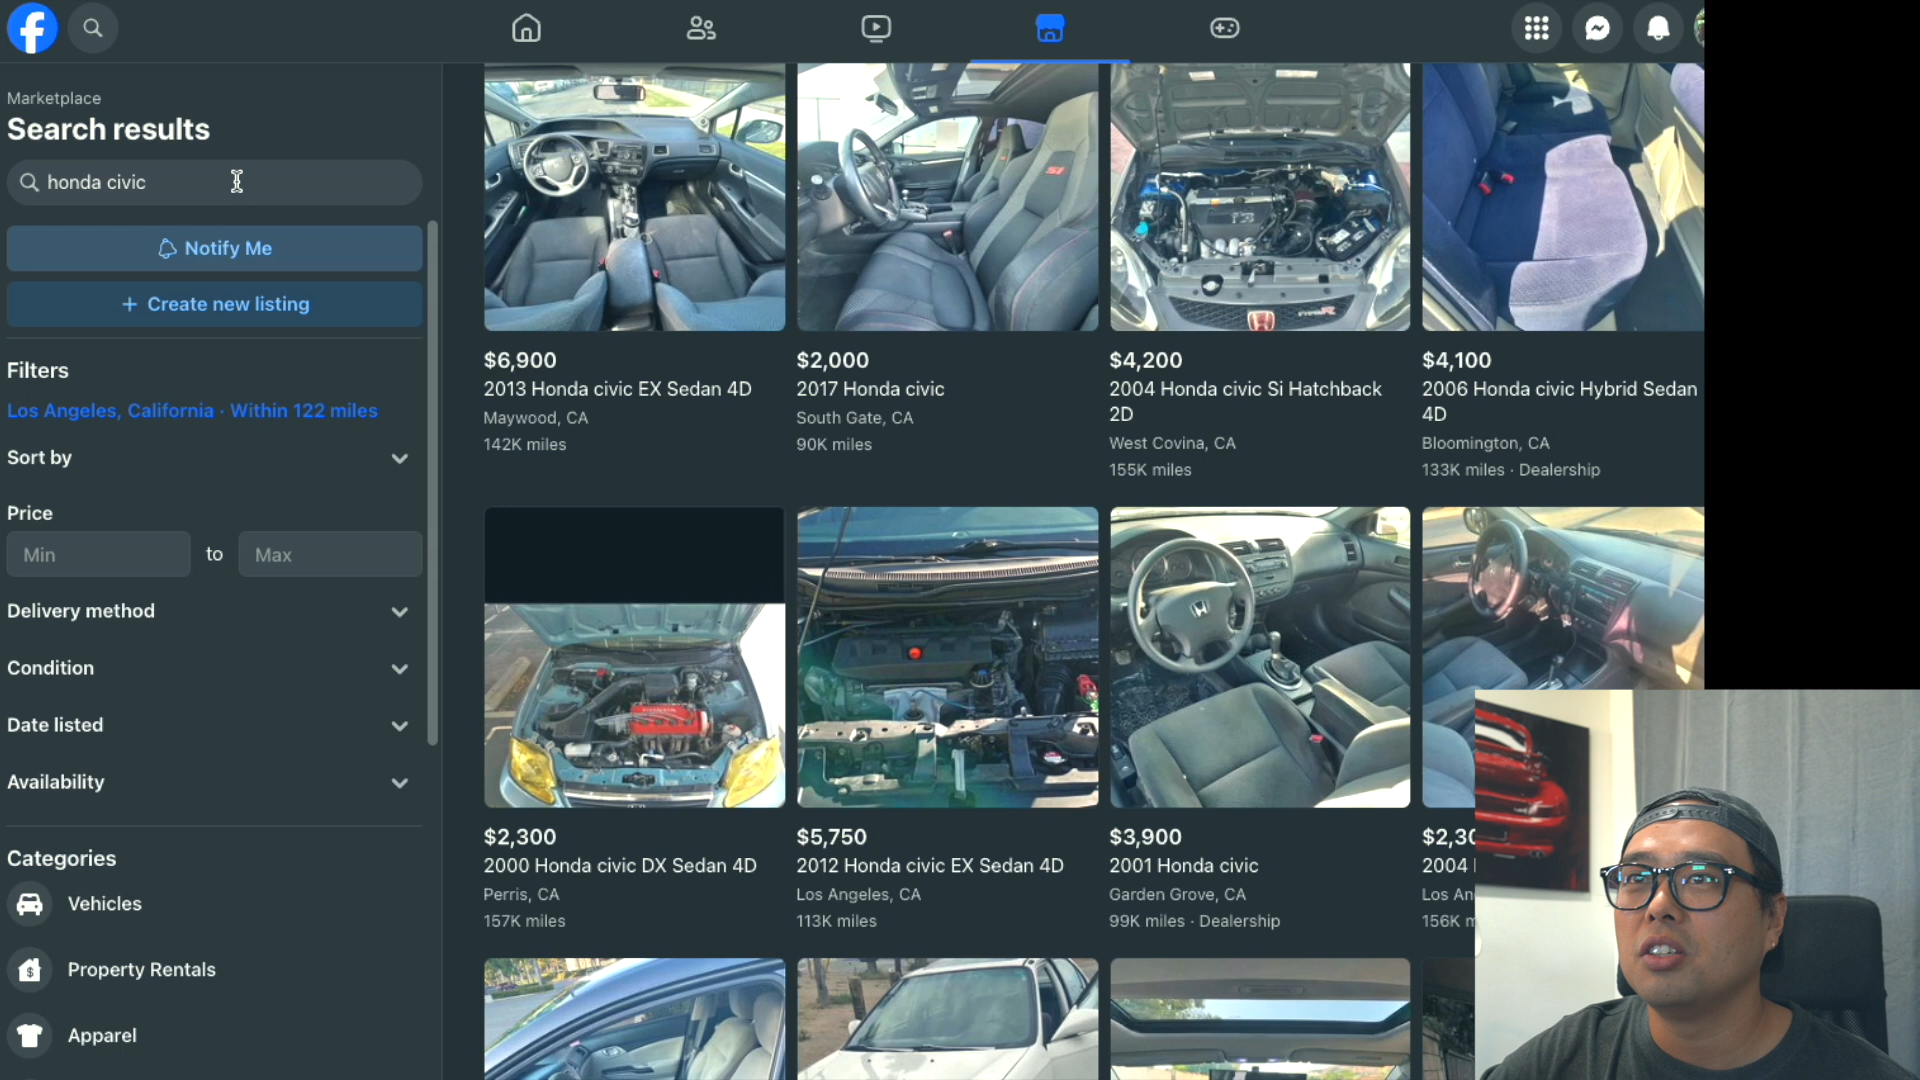 Marketplace
Search results
honda civic
Notify Me
+ Create new listing
Filters
Los Angeles, California · Within 122 miles
Sort by
Price
Min to Max
Delivery method
Condition
Date listed
Availability
Categories
Vehicles
Property Rentals
Apparel
$6,900
2013 Honda civic EX Sedan 4D
Maywood, CA
142K miles
$2,000
2017 Honda civic
South Gate, CA
90K miles
$4,200
2004 Honda civic Si Hatchback
2D
West Covina, CA
155K miles
$4,100
2006 Honda civic Hybrid Sedan
4D
Bloomington, CA
133K miles · Dealership
$2,300
2000 Honda civic DX Sedan 4D
Perris, CA
157K miles
$5,750
2012 Honda civic EX Sedan 4D
Los Angeles, CA
113K miles
$3,900
2001 Honda civic
Garden Grove, CA
99K miles · Dealership
$2,30
2004
Los An
156K m